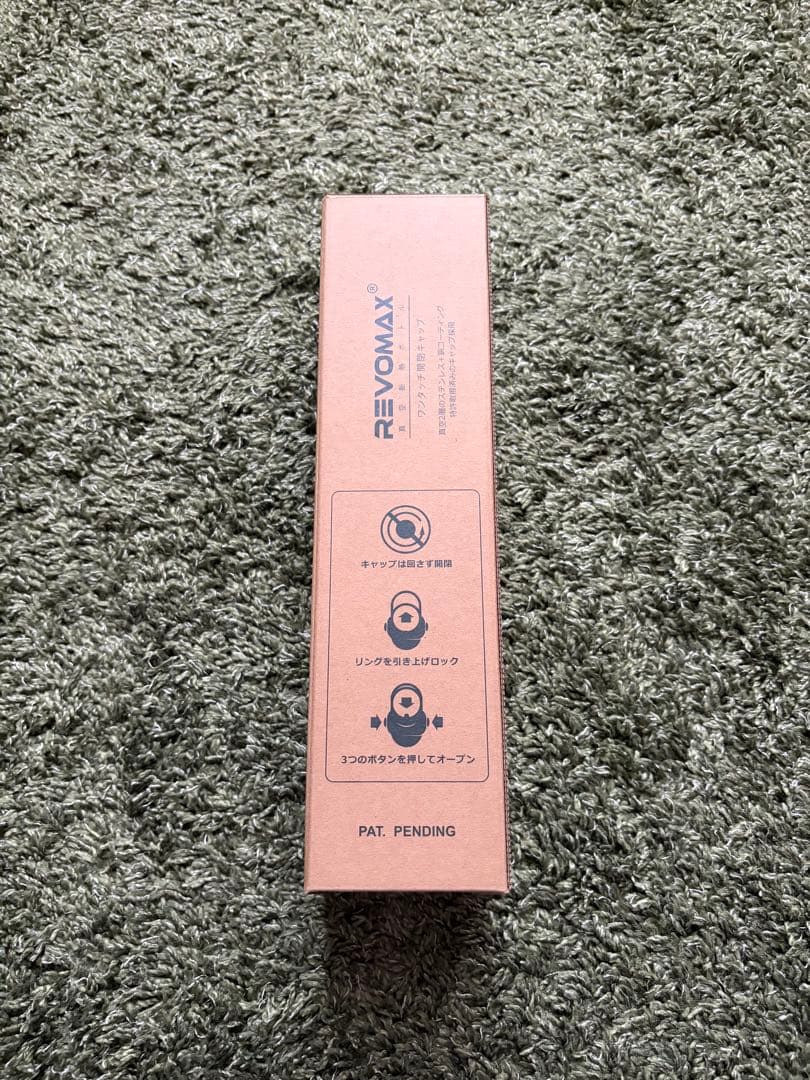 REVOMAX®
真空断熱ボトル
ワンタッチ開閉キャップ
真空2層のステンレス+銅コーティング
特許取得済みのキャップ採用
キャップは回さず開閉
リングを引き上げロック
3つのボタンを押してオープン
PAT. PENDING